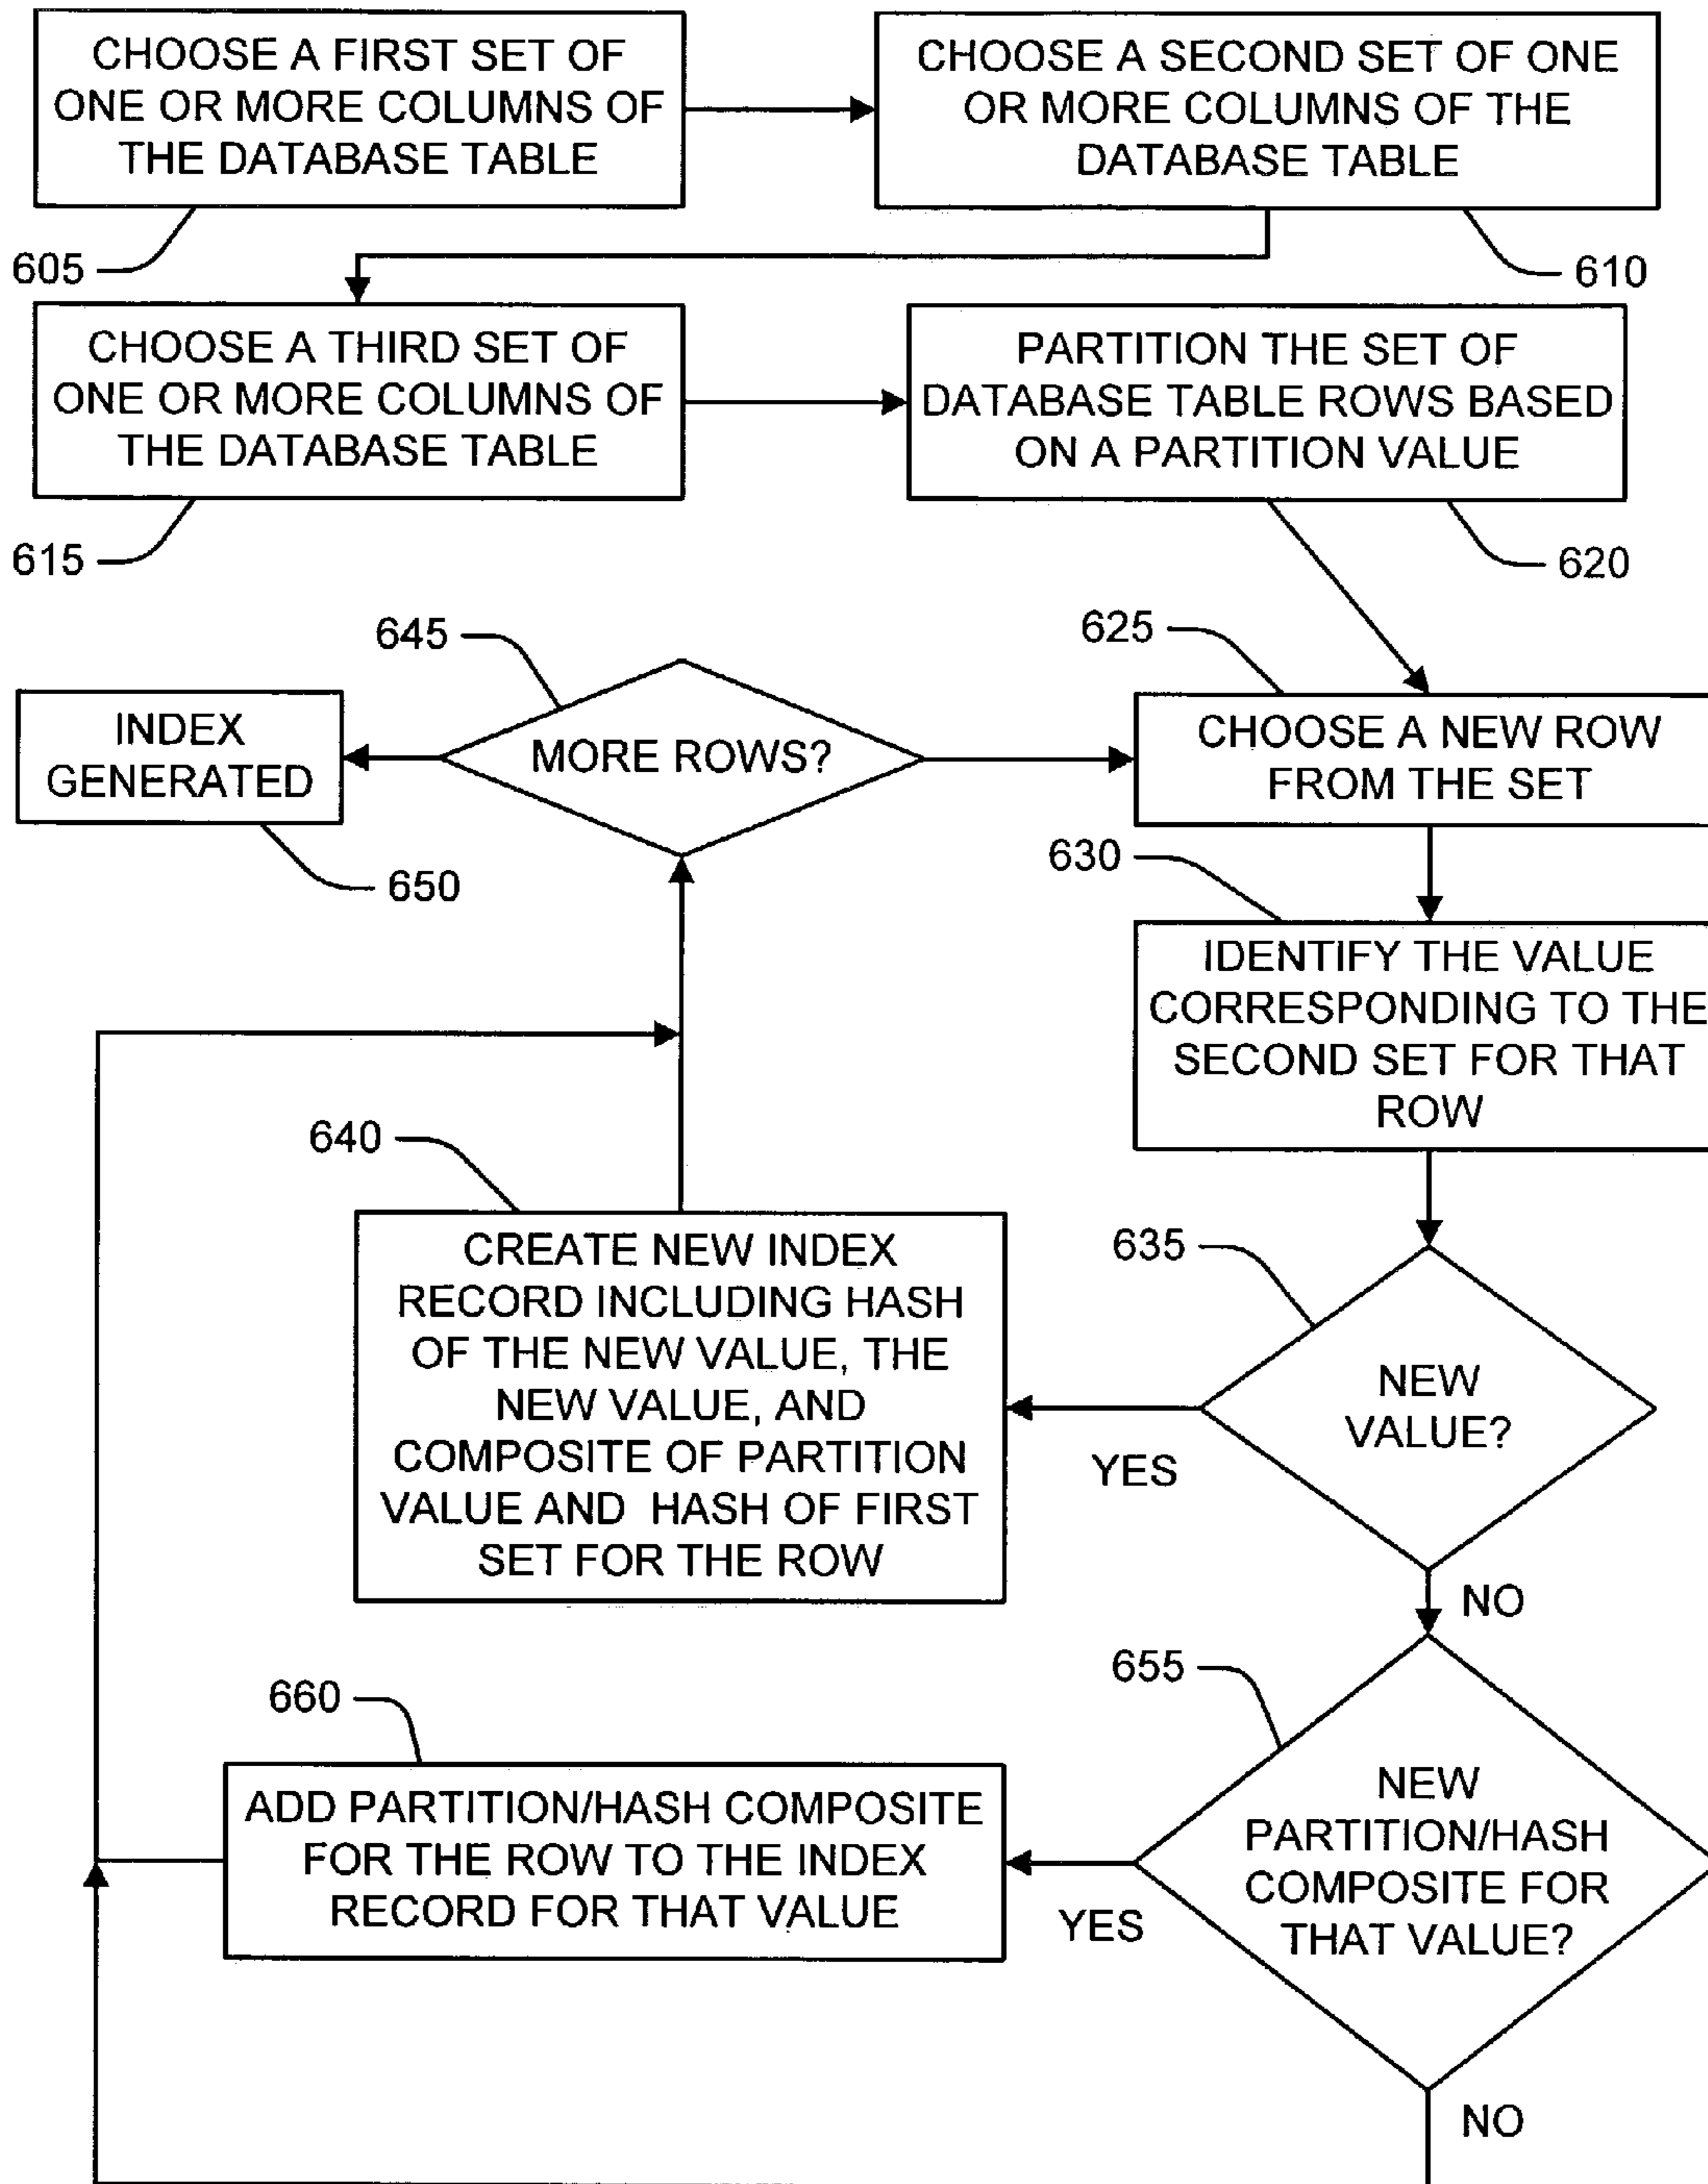 CHOOSE A FIRST SET OF
ONE OR MORE COLUMNS OF
THE DATABASE TABLE
605
CHOOSE A SECOND SET OF ONE
OR MORE COLUMNS OF THE
DATABASE TABLE
610
CHOOSE A THIRD SET OF
ONE OR MORE COLUMNS OF
THE DATABASE TABLE
615
PARTITION THE SET OF
DATABASE TABLE ROWS BASED
ON A PARTITION VALUE
620
625
CHOOSE A NEW ROW
FROM THE SET
645
MORE ROWS?
INDEX
GENERATED
650
630
IDENTIFY THE VALUE
CORRESPONDING TO THE
SECOND SET FOR THAT
ROW
635
NEW
VALUE?
YES
NO
640
CREATE NEW INDEX
RECORD INCLUDING HASH
OF THE NEW VALUE, THE
NEW VALUE, AND
COMPOSITE OF PARTITION
VALUE AND HASH OF FIRST
SET FOR THE ROW
655
NEW
PARTITION/HASH
COMPOSITE FOR
THAT VALUE?
YES
NO
660
ADD PARTITION/HASH COMPOSITE
FOR THE ROW TO THE INDEX
RECORD FOR THAT VALUE